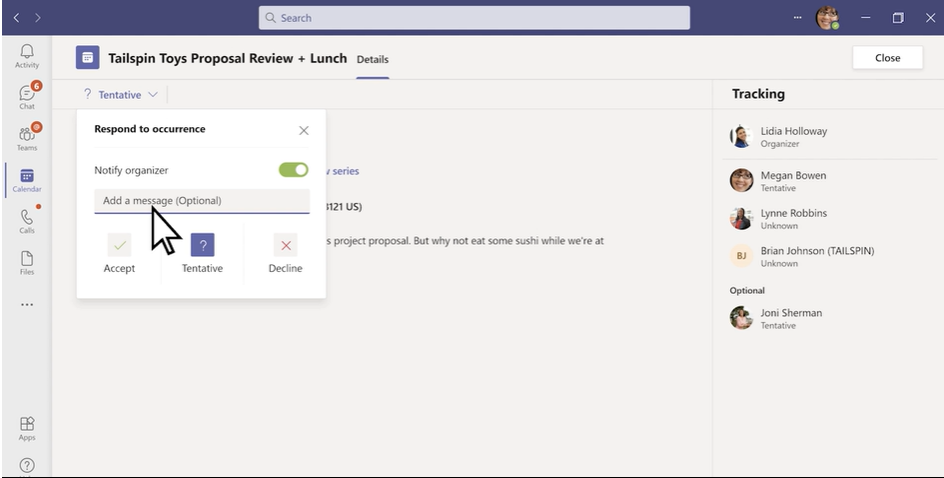 Search
Activity
6
Chat
@
Teams
Calendar
Calls
Files
Apps
Tailspin Toys Proposal Review + Lunch
Details
Close
? Tentative
Respond to occurrence
Notify organizer
Add a message (Optional)
?
Accept
Tentative
Decline
series
3121 US)
s project proposal. But why not eat some sushi while we're at
Tracking
Lidia Holloway
Organizer
Megan Bowen
Tentative
Lynne Robbins
Unknown
BJ
Brian Johnson (TAILSPIN)
Unknown
Optional
Joni Sherman
Tentative